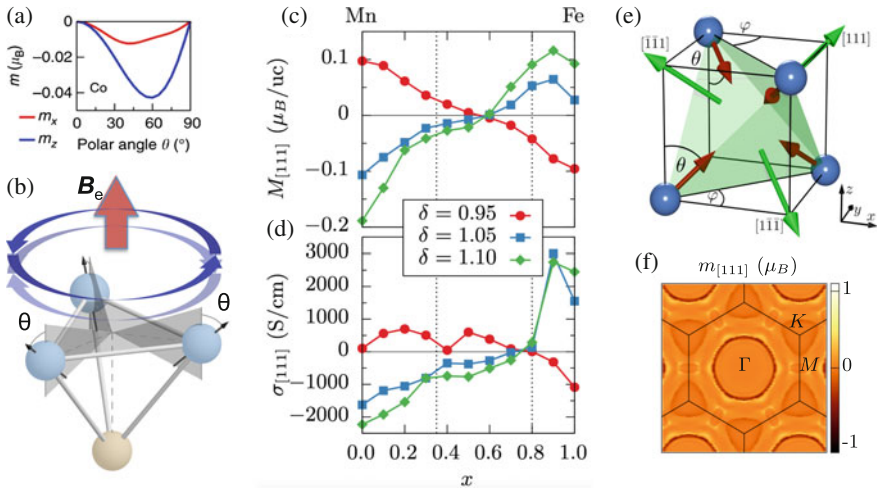 (a)
0
−0.02
−0.04
m (μB)
Co
mx
mz
0 30 60 90
Polar angle θ (°)
(b)
Be
θ
θ
(c)
Mn Fe
0.1
0
−0.1
−0.2
M[111] (μB/uc)
δ = 0.95
δ = 1.05
δ = 1.10
(d)
3000
2000
1000
0
−1000
−2000
σ[111] (S/cm)
0.0 0.2 0.4 0.6 0.8 1.0
x
(e)
φ
[1̄1̄1]
[111]
θ
θ
φ
[11̄1̄]
z
y
x
(f)
m[111] (μB)
K
Γ
M
1
0
-1